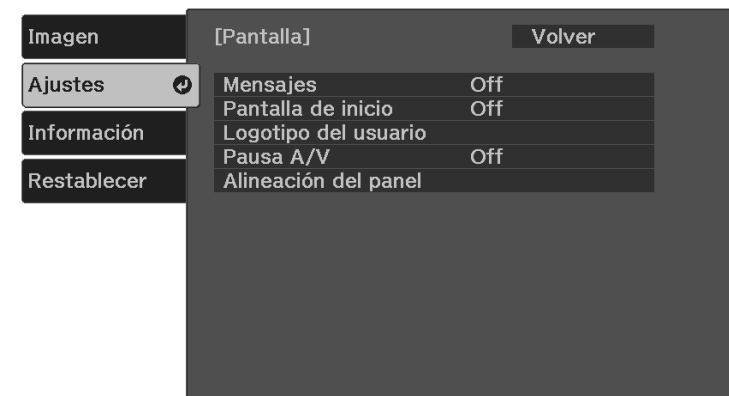 Imagen
Ajustes
Información
Restablecer
[Pantalla] Volver
Mensajes Off
Pantalla de inicio Off
Logotipo del usuario
Pausa A/V Off
Alineación del panel